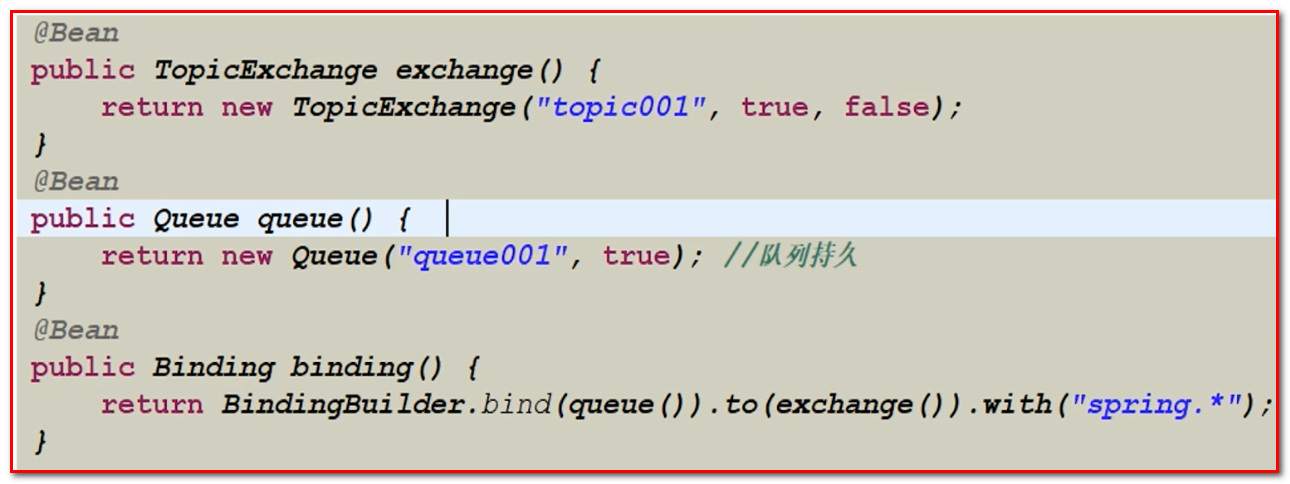 @Bean
public TopicExchange exchange() {
    return new TopicExchange("topic001", true, false);
}
@Bean
public Queue queue() {
    return new Queue("queue001", true); //队列持久
}
@Bean
public Binding binding() {
    return BindingBuilder.bind(queue()).to(exchange()).with("spring.*");
}